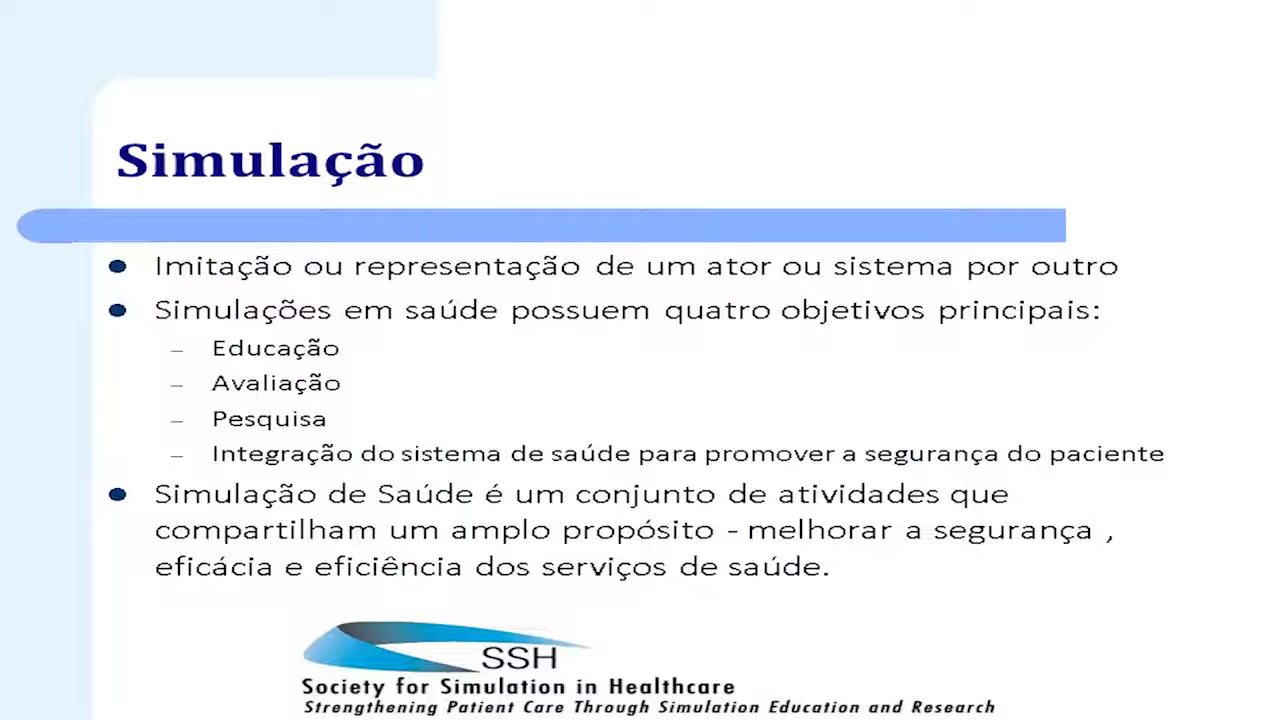 Simulação
Imitação ou representação de um ator ou sistema por outro
Simulações em saúde possuem quatro objetivos principais:
– Educação
– Avaliação
– Pesquisa
– Integração do sistema de saúde para promover a segurança do paciente
Simulação de Saúde é um conjunto de atividades que
compartilham um amplo propósito - melhorar a segurança ,
eficácia e eficiência dos serviços de saúde.
SSH
Society for Simulation in Healthcare
Strengthening Patient Care Through Simulation Education and Research